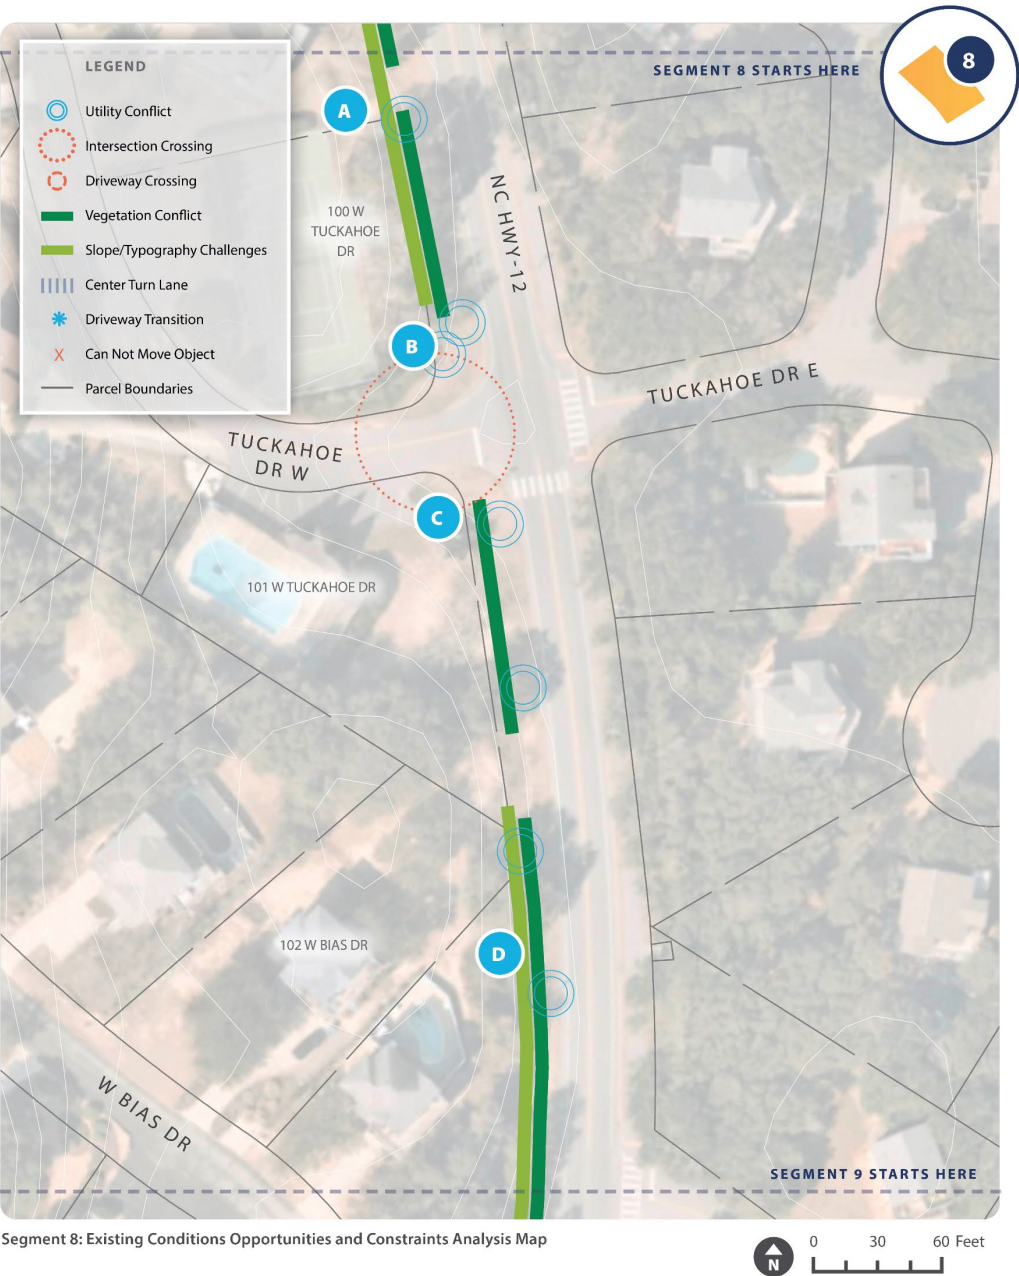 8
SEGMENT 8 STARTS HERE
LEGEND
Utility Conflict
Intersection Crossing
Driveway Crossing
Vegetation Conflict
Slope/Typography Challenges
Center Turn Lane
Driveway Transition
X Can Not Move Object
Parcel Boundaries
A
100 W
TUCKAHOE
DR
NC HWY-12
B
TUCKAHOE DR E
TUCKAHOE
DR W
C
101 W TUCKAHOE DR
102 W BIAS DR
D
W BIAS DR
SEGMENT 9 STARTS HERE
Segment 8: Existing Conditions Opportunities and Constraints Analysis Map
N
0 30 60 Feet